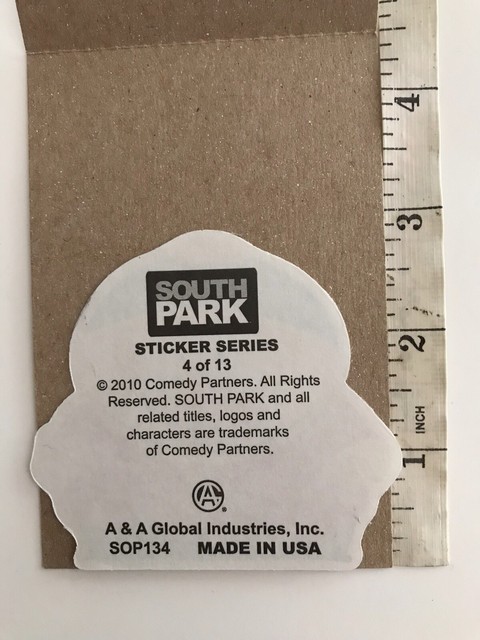 4
3
2
INCH
1
SOUTH
PARK
STICKER SERIES
4 of 13
© 2010 Comedy Partners. All Rights
Reserved. SOUTH PARK and all
related titles, logos and
characters are trademarks
of Comedy Partners.
A
A & A Global Industries, Inc.
SOP134 MADE IN USA